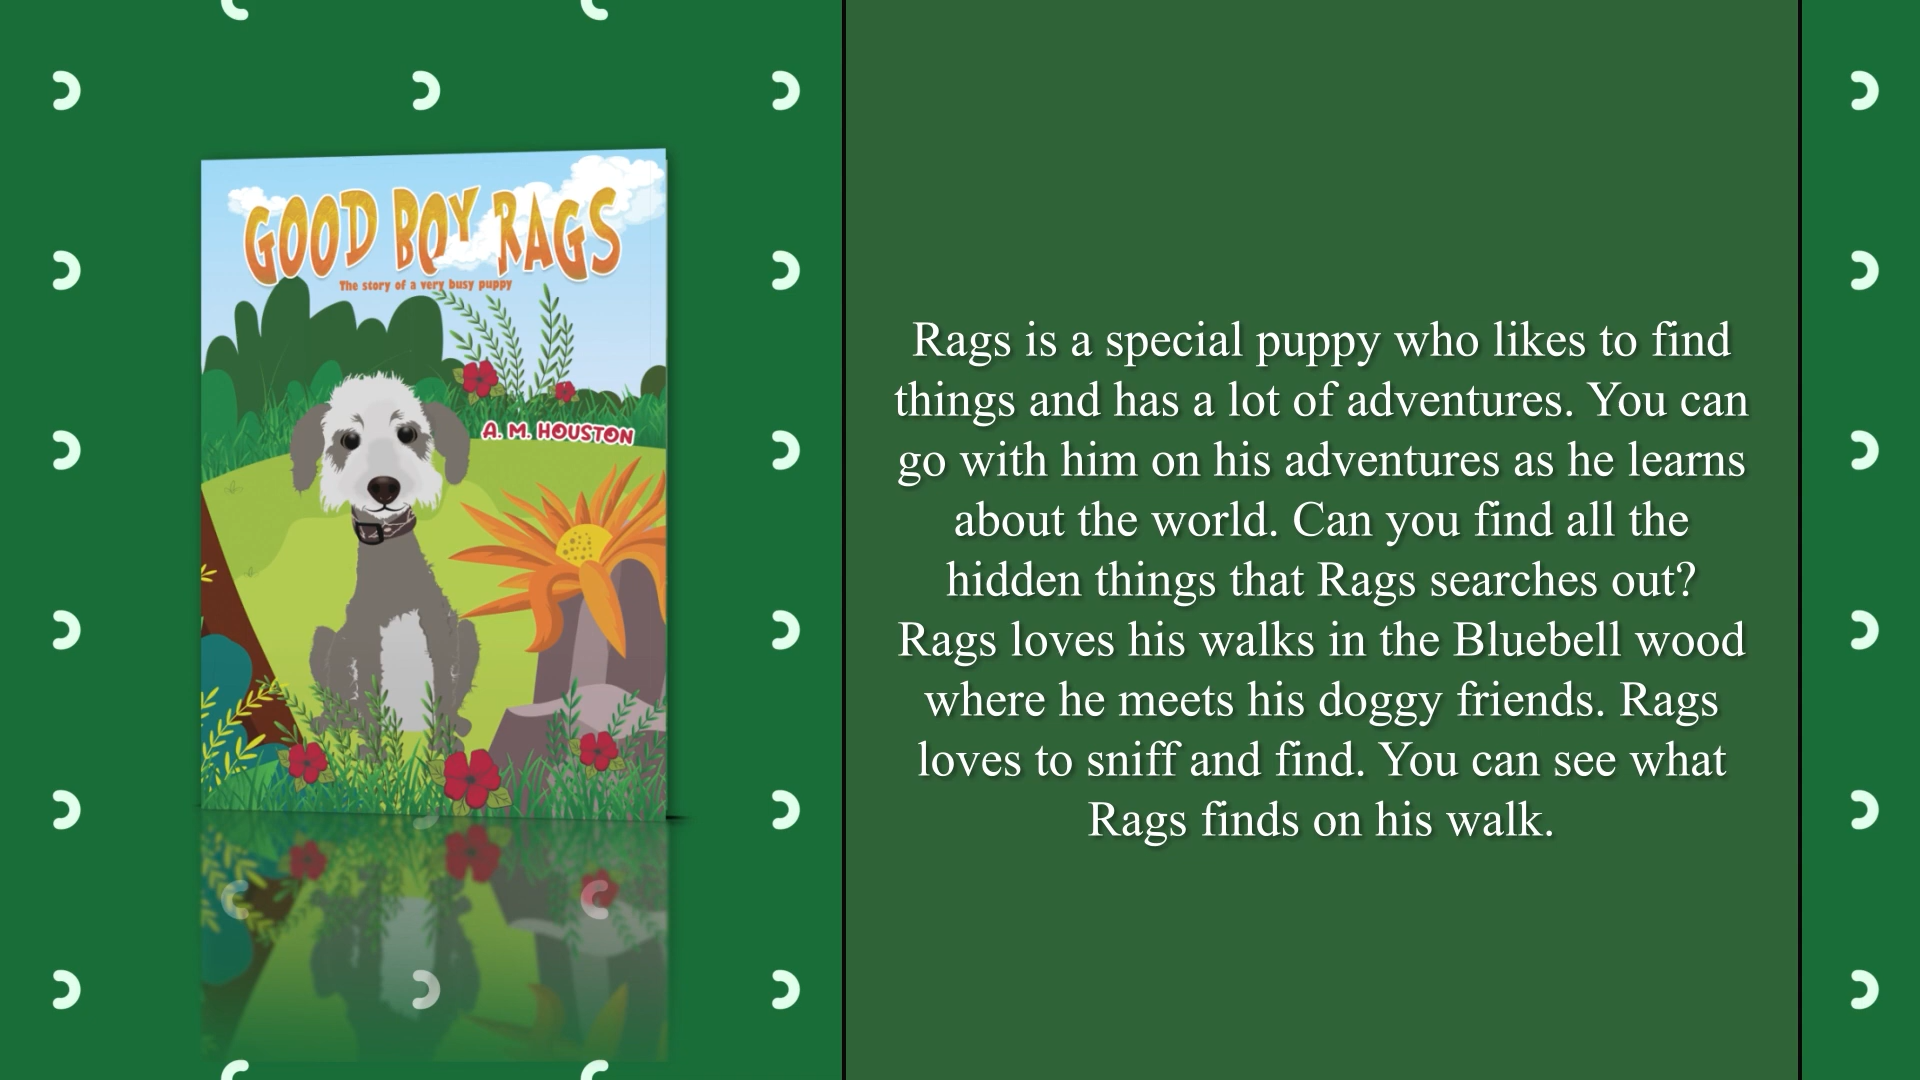 GOOD BOY RAGS
The story of a very busy puppy
A. M. HOUSTON
Rags is a special puppy who likes to find
things and has a lot of adventures. You can
go with him on his adventures as he learns
about the world. Can you find all the
hidden things that Rags searches out?
Rags loves his walks in the Bluebell wood
where he meets his doggy friends. Rags
loves to sniff and find. You can see what
Rags finds on his walk.